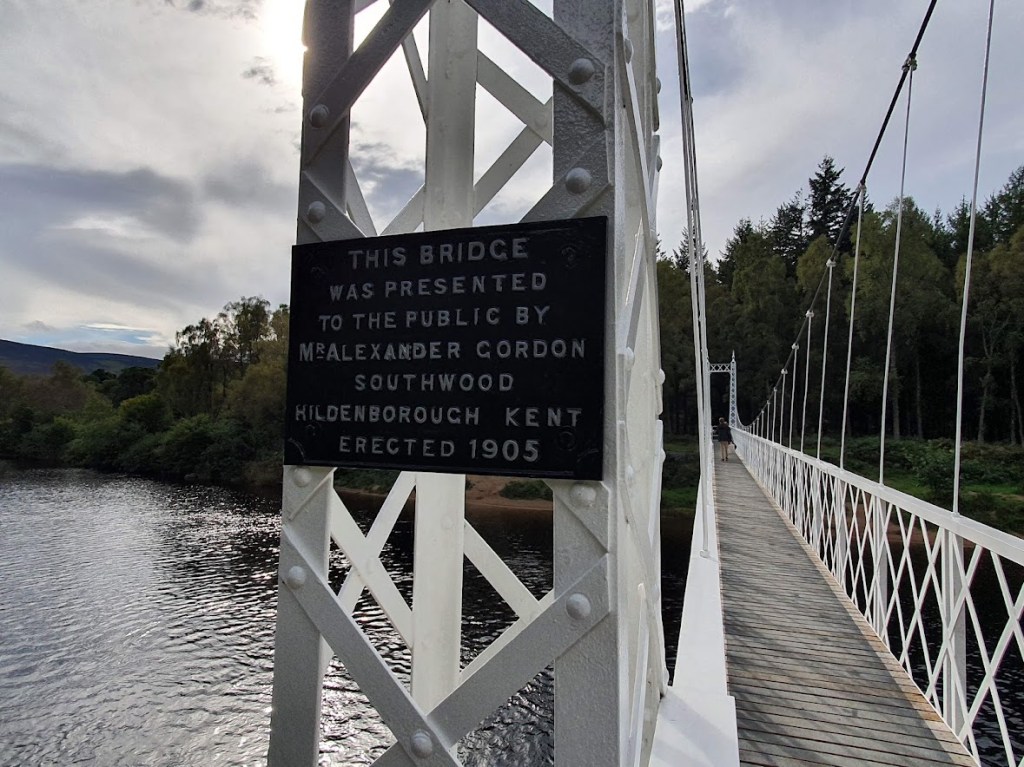 THIS BRIDGE
WAS PRESENTED
TO THE PUBLIC BY
MR ALEXANDER GORDON
SOUTHWOOD
HILDENBOROUGH KENT
ERECTED 1905